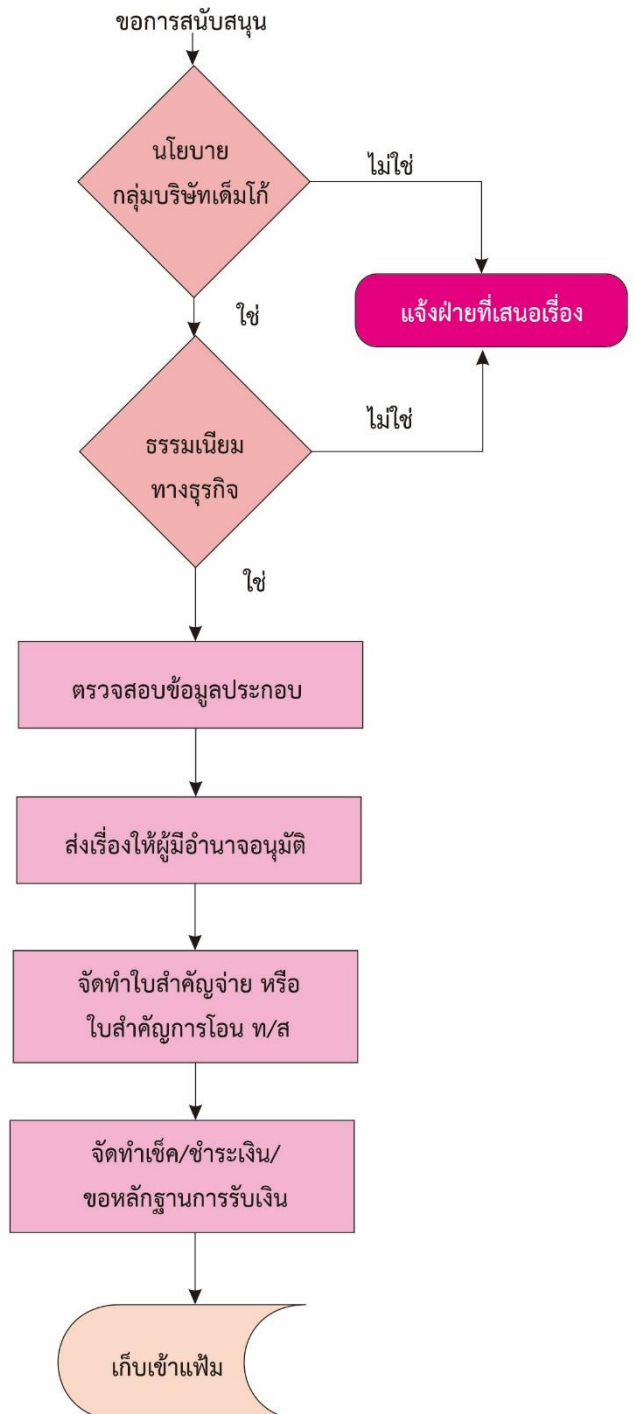 ขอการสนับสนุน
นโยบาย
กลุ่มบริษัทเด็มโก้
ไม่ใช่
แจ้งฝ่ายที่เสนอเรื่อง
ใช่
ธรรมเนียม
ทางธุรกิจ
ไม่ใช่
ใช่
ตรวจสอบข้อมูลประกอบ
ส่งเรื่องให้ผู้มีอำนาจอนุมัติ
จัดทำใบสำคัญจ่าย หรือ
ใบสำคัญการโอน ท/ส
จัดทำเช็ค/ชำระเงิน/
ขอหลักฐานการรับเงิน
เก็บเข้าแฟ้ม